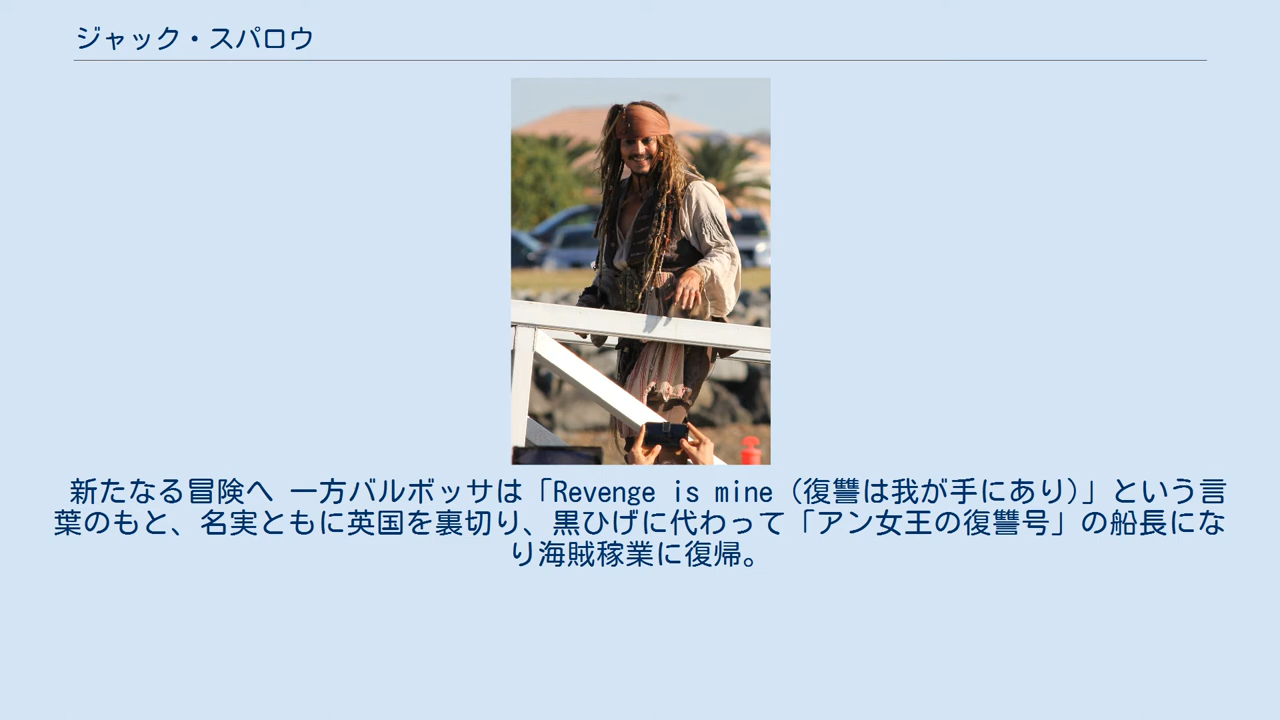 ジャック・スパロウ
新たなる冒険へ 一方バルボッサは「Revenge is mine (復讐は我が手にあり)」という言
葉のもと、名実ともに英国を裏切り、黒ひげに代わって「アン女王の復讐号」の船長にな
り海賊稼業に復帰。